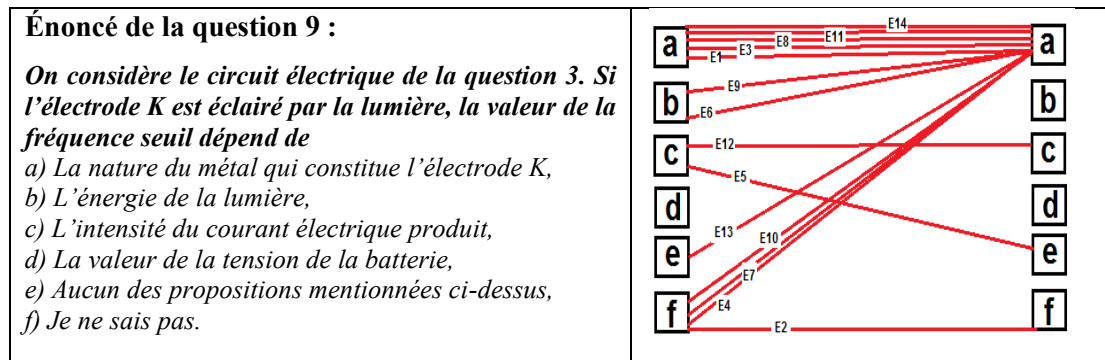 Énoncé de la question 9 :
On considère le circuit électrique de la question 3. Si
l’électrode K est éclairé par la lumière, la valeur de la
fréquence seuil dépend de
a) La nature du métal qui constitue l’électrode K,
b) L’énergie de la lumière,
c) L’intensité du courant électrique produit,
d) La valeur de la tension de la batterie,
e) Aucun des propositions mentionnées ci-dessus,
f) Je ne sais pas.
E14
a E11 a
E8
E3
E1
E9
b b
E6
E12
c c
E5
d d
E13 E10
e e
E7
f E4 f
E2